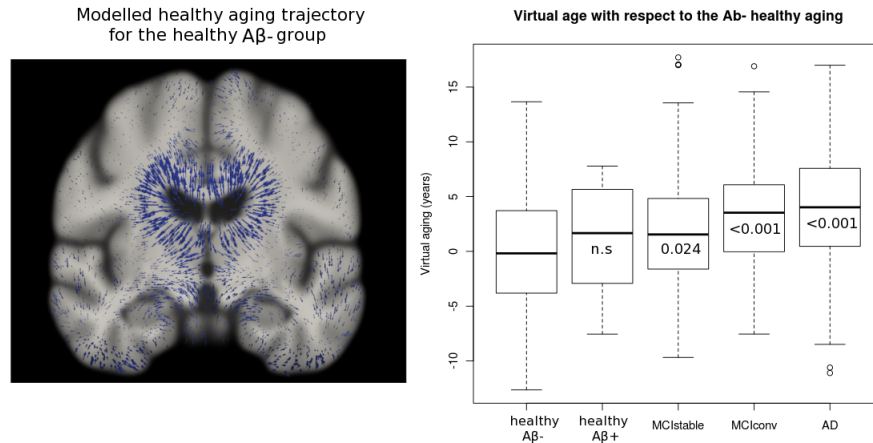 Modelled healthy aging trajectory
for the healthy Aβ- group
Virtual age with respect to the Ab- healthy aging
Virtual aging (years)
15
10
5
0
-5
-10
n.s
0.024
<0.001
<0.001
healthy
Aβ-
healthy
Aβ+
MCIstable
MCIconv
AD